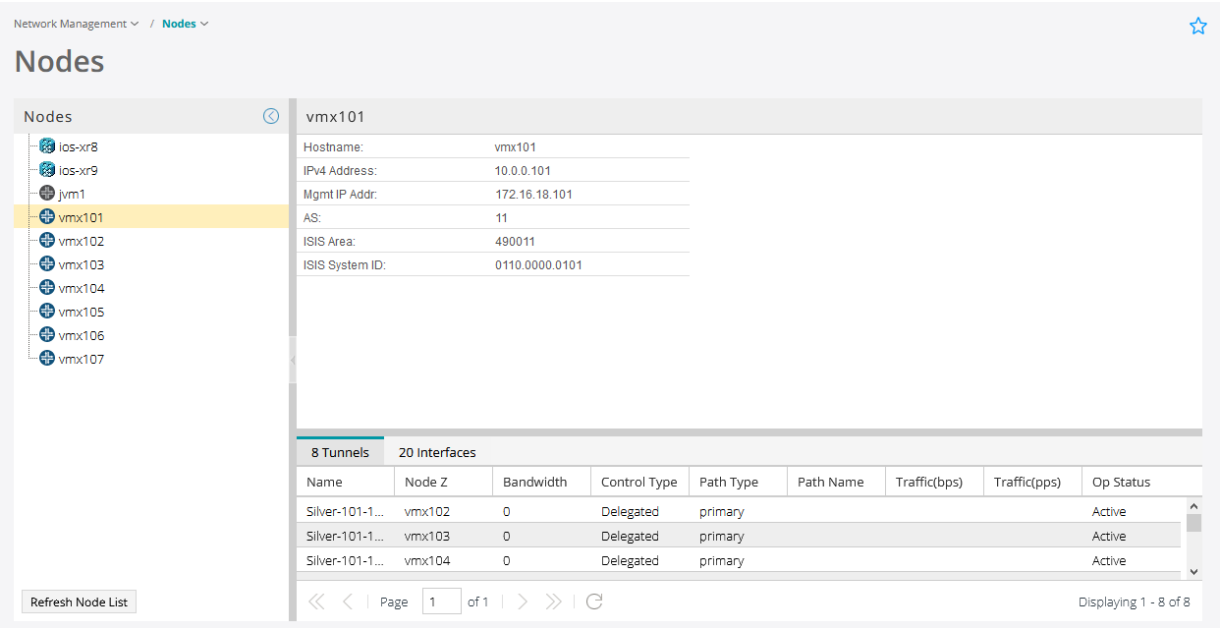 Network Management / Nodes
Nodes
Nodes
ios-xr8
ios-xr9
jvm1
vmx101
vmx102
vmx103
vmx104
vmx105
vmx106
vmx107
Refresh Node List
vmx101
Hostname: vmx101
IPv4 Address: 10.0.0.101
Mgmt IP Addr: 172.16.18.101
AS: 11
ISIS Area: 490011
ISIS System ID: 0110.0000.0101
8 Tunnels 20 Interfaces
Name Node Z Bandwidth Control Type Path Type Path Name Traffic(bps) Traffic(pps) Op Status
Silver-101-1... vmx102 0 Delegated primary Active
Silver-101-1... vmx103 0 Delegated primary Active
Silver-101-1... vmx104 0 Delegated primary Active
Page 1 of 1 Displaying 1 - 8 of 8